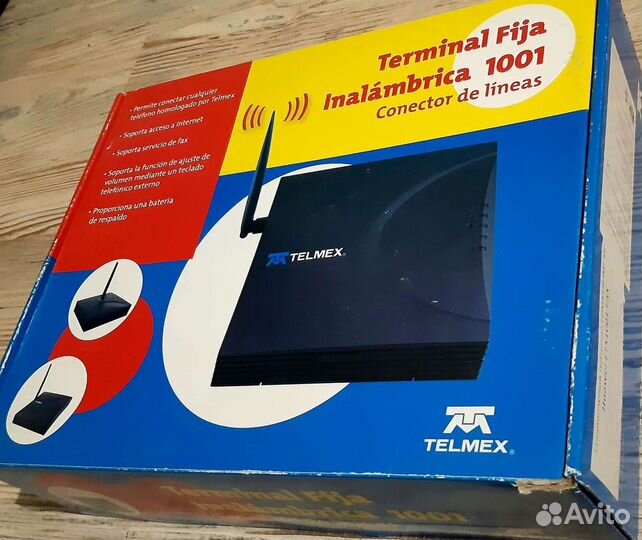 Terminal Fija
Inalámbrica 1001
Conector de líneas
• Permite conectar cualquier
teléfono homologado por Telmex
• Soporta acceso a Internet
• Soporta servicio de fax
• Soporta la función de ajuste de
volumen mediante un teclado
telefónico externo
• Proporciona una batería
de respaldo
TELMEX®
TELMEX®
Terminal Fija
Inalámbrica 1001
Avito